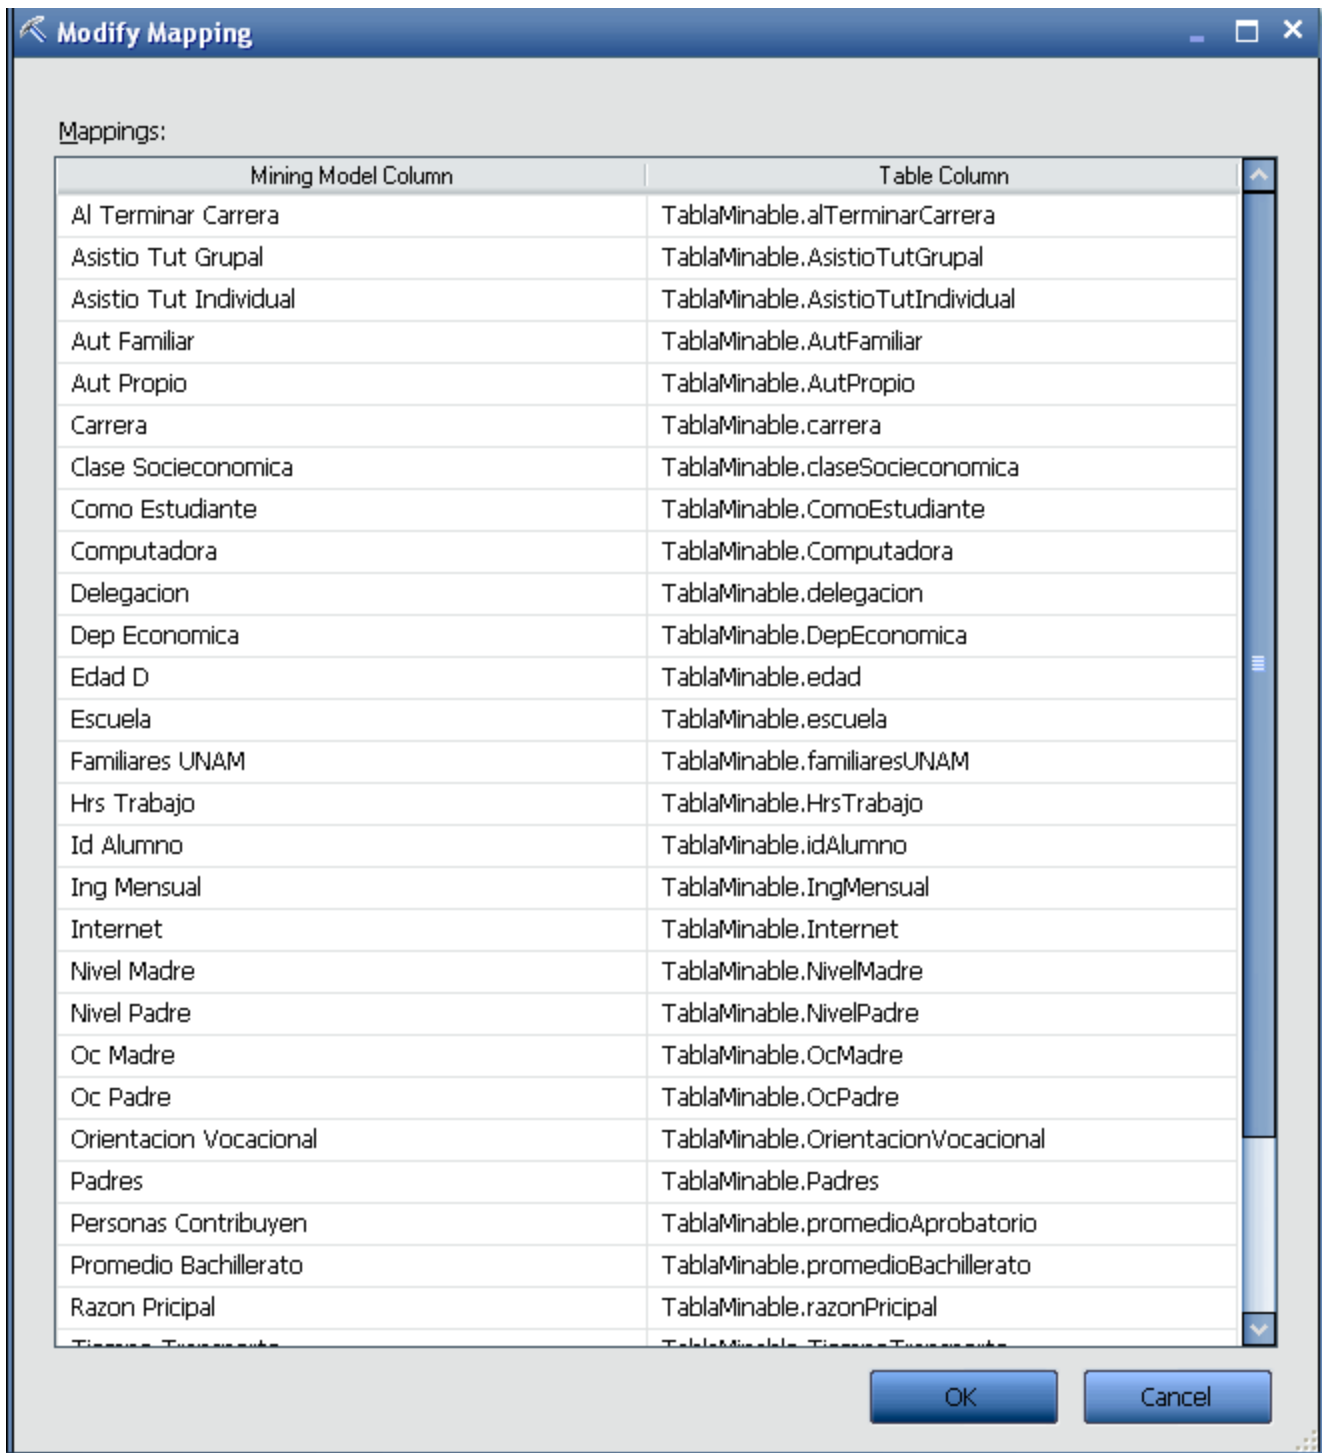 Modify Mapping
Mappings:
Mining Model Column Table Column
Al Terminar Carrera TablaMinable.alTerminarCarrera
Asistio Tut Grupal TablaMinable.AsistioTutGrupal
Asistio Tut Individual TablaMinable.AsistioTutIndividual
Aut Familiar TablaMinable.AutFamiliar
Aut Propio TablaMinable.AutPropio
Carrera TablaMinable.carrera
Clase Socieconomica TablaMinable.claseSocieconomica
Como Estudiante TablaMinable.ComoEstudiante
Computadora TablaMinable.Computadora
Delegacion TablaMinable.delegacion
Dep Economica TablaMinable.DepEconomica
Edad D TablaMinable.edad
Escuela TablaMinable.escuela
Familiares UNAM TablaMinable.familiaresUNAM
Hrs Trabajo TablaMinable.HrsTrabajo
Id Alumno TablaMinable.idAlumno
Ing Mensual TablaMinable.IngMensual
Internet TablaMinable.Internet
Nivel Madre TablaMinable.NivelMadre
Nivel Padre TablaMinable.NivelPadre
Oc Madre TablaMinable.OcMadre
Oc Padre TablaMinable.OcPadre
Orientacion Vocacional TablaMinable.OrientacionVocacional
Padres TablaMinable.Padres
Personas Contribuyen TablaMinable.promedioAprobatorio
Promedio Bachillerato TablaMinable.promedioBachillerato
Razon Pricipal TablaMinable.razonPricipal
OK Cancel